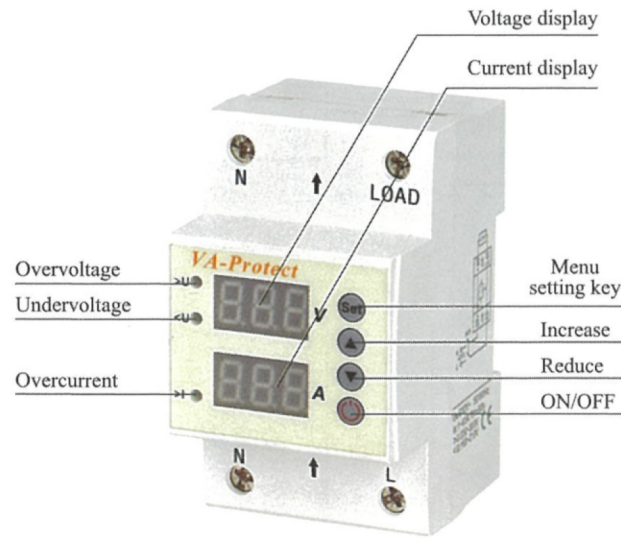 Voltage display
Current display
N
LOAD
VA-Protect
Overvoltage
>U
Undervoltage
<U
Overcurrent
>I
V
A
Set
Menu
setting key
Increase
Reduce
ON/OFF
N
L